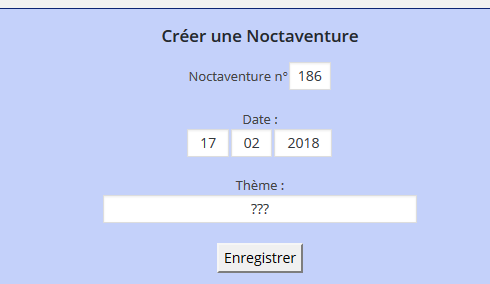 Créer une Noctaventure
Noctaventure n° 186
Date :
17 02 2018
Thème :
???
Enregistrer